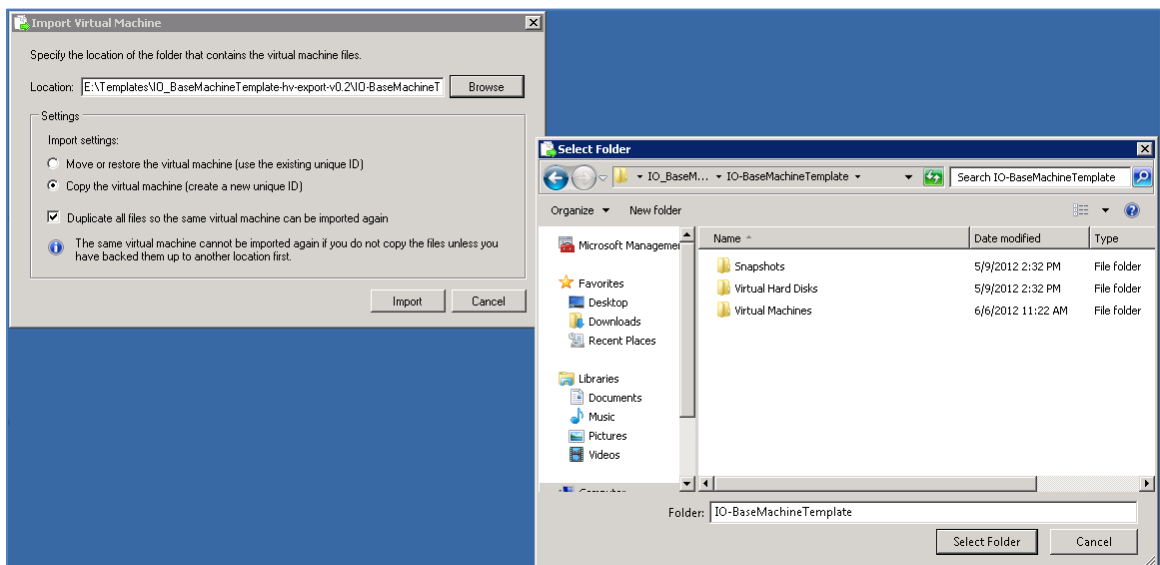 Import Virtual Machine
Specify the location of the folder that contains the virtual machine files.
Location: E:\Templates\IO_BaseMachineTemplate-hv-export-v0.2\IO-BaseMachineT Browse
Settings
Import settings:
Move or restore the virtual machine (use the existing unique ID)
Copy the virtual machine (create a new unique ID)
Duplicate all files so the same virtual machine can be imported again
The same virtual machine cannot be imported again if you do not copy the files unless you
have backed them up to another location first.
Import Cancel
Select Folder
IO_BaseM... IO-BaseMachineTemplate Search IO-BaseMachineTemplate
Organize New folder
Microsoft Managemen
Favorites
Desktop
Downloads
Recent Places
Libraries
Documents
Music
Pictures
Videos
Name Date modified Type
Snapshots 5/9/2012 2:32 PM File folder
Virtual Hard Disks 5/9/2012 2:32 PM File folder
Virtual Machines 6/6/2012 11:22 AM File folder
Folder: IO-BaseMachineTemplate
Select Folder Cancel